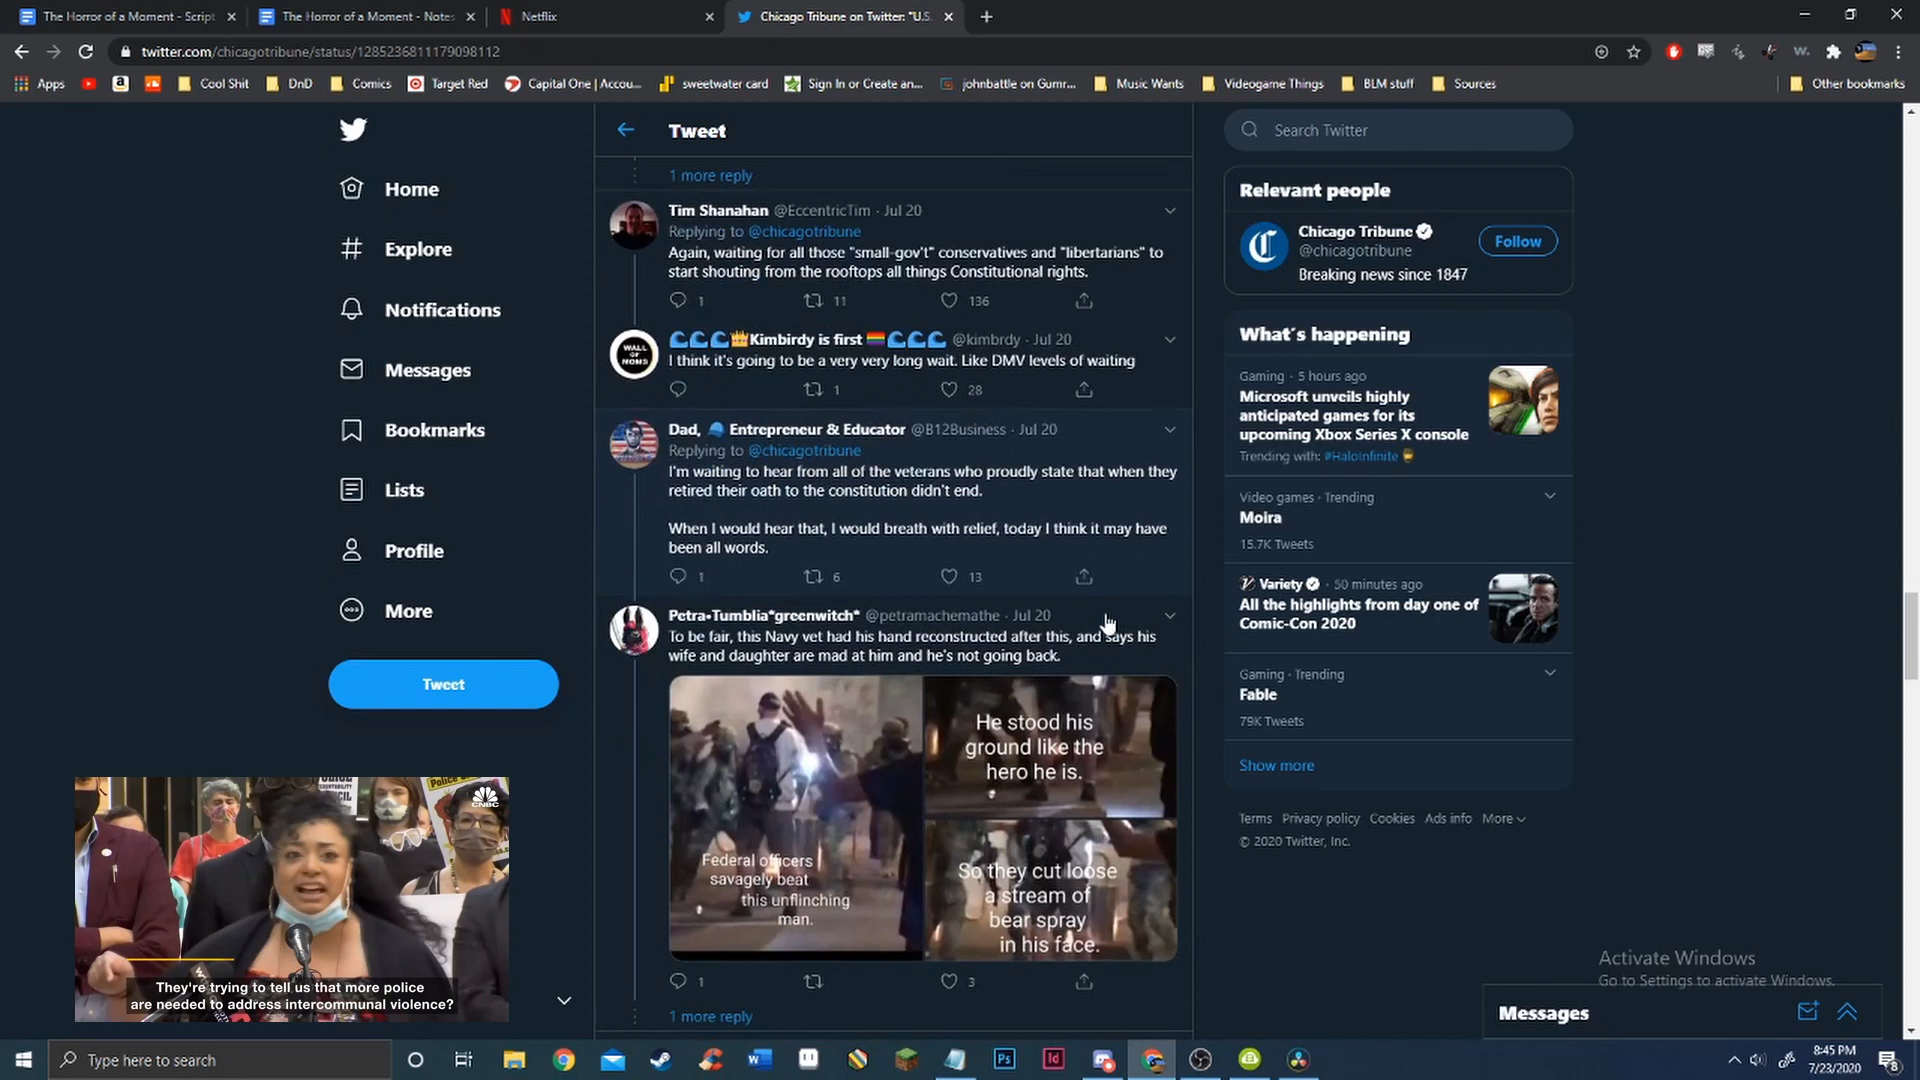 The Horror of a Moment - Script
The Horror of a Moment - Notes
Netflix
Chicago Tribune on Twitter: "U.S.
twitter.com/chicagotribune/status/1285236811179098112
Apps
Cool Shit
DnD
Comics
Target Red
Capital One | Accou...
sweetwater card
Sign In or Create an...
johnbattle on Gumr...
Music Wants
Videogame Things
BLM stuff
Sources
Other bookmarks
Home
Explore
Notifications
Messages
Bookmarks
Lists
Profile
More
Tweet
Tweet
1 more reply
Tim Shanahan @EccentricTim · Jul 20
Replying to @chicagotribune
Again, waiting for all those "small-gov't" conservatives and "libertarians" to
start shouting from the rooftops all things Constitutional rights.
1 11 136
🌊🌊🌊👑Kimbirdy is first 🏳️‍🌈🌊🌊🌊 @kimbrdy · Jul 20
WALL OF MOMS
I think it's going to be a very very long wait. Like DMV levels of waiting
1 28
Dad, 🧢 Entrepreneur & Educator @B12Business · Jul 20
Replying to @chicagotribune
I'm waiting to hear from all of the veterans who proudly state that when they
retired their oath to the constitution didn't end.
When I would hear that, I would breath with relief, today I think it may have
been all words.
1 6 13
Petra•Tumblia*greenwitch* @petramachemathe · Jul 20
To be fair, this Navy vet had his hand reconstructed after this, and says his
wife and daughter are mad at him and he's not going back.
Federal officers
savagely beat
this unflinching
man.
He stood his
ground like the
hero he is.
So they cut loose
a stream of
bear spray
in his face.
1 3
1 more reply
Search Twitter
Relevant people
Chicago Tribune
@chicagotribune
Follow
Breaking news since 1847
What's happening
Gaming · 5 hours ago
Microsoft unveils highly
anticipated games for its
upcoming Xbox Series X console
Trending with: #HaloInfinite
Video games · Trending
Moira
15.7K Tweets
Variety · 50 minutes ago
All the highlights from day one of
Comic-Con 2020
Gaming · Trending
Fable
79K Tweets
Show more
Terms Privacy policy Cookies Ads info More
© 2020 Twitter, Inc.
CNBC
They're trying to tell us that more police
are needed to address intercommunal violence?
Activate Windows
Go to Settings to activate Windows.
Messages
Type here to search
8:45 PM
7/23/2020
8